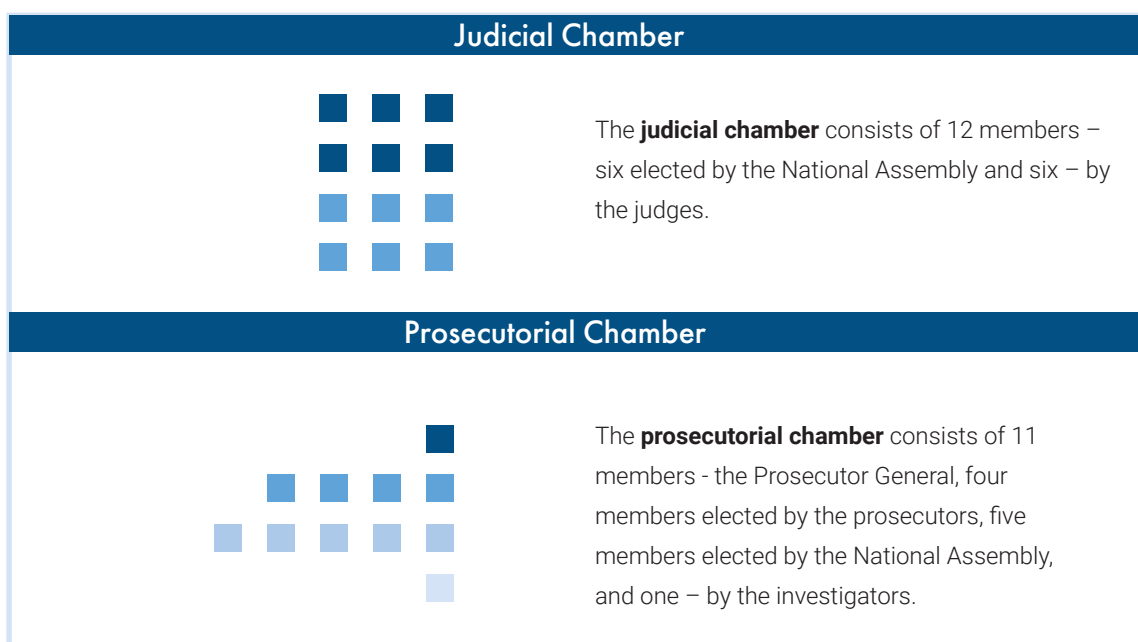 Judicial Chamber
The judicial chamber consists of 12 members –
six elected by the National Assembly and six – by
the judges.
Prosecutorial Chamber
The prosecutorial chamber consists of 11
members - the Prosecutor General, four
members elected by the prosecutors, five
members elected by the National Assembly,
and one – by the investigators.